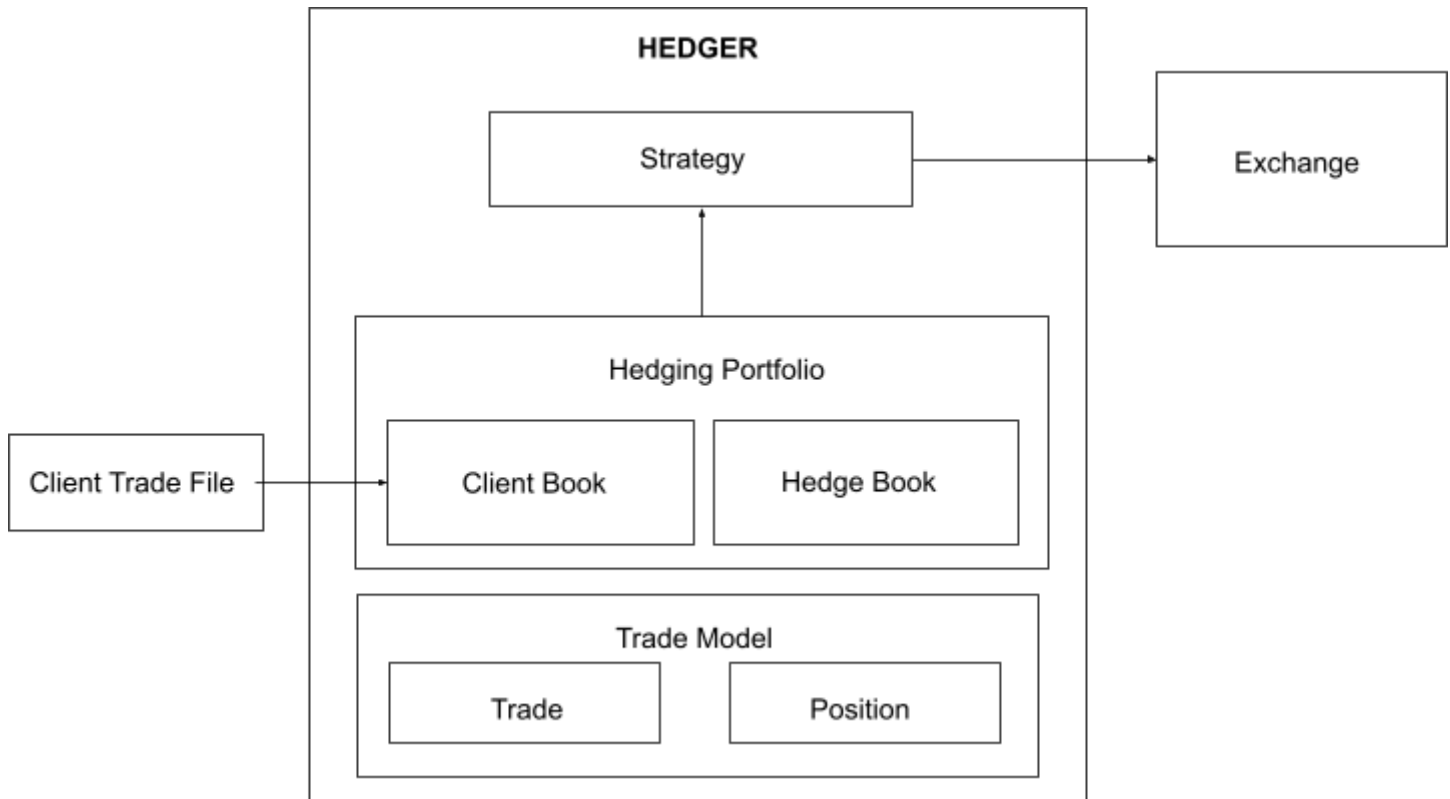 HEDGER
Strategy
Exchange
Hedging Portfolio
Client Trade File
Client Book
Hedge Book
Trade Model
Trade
Position